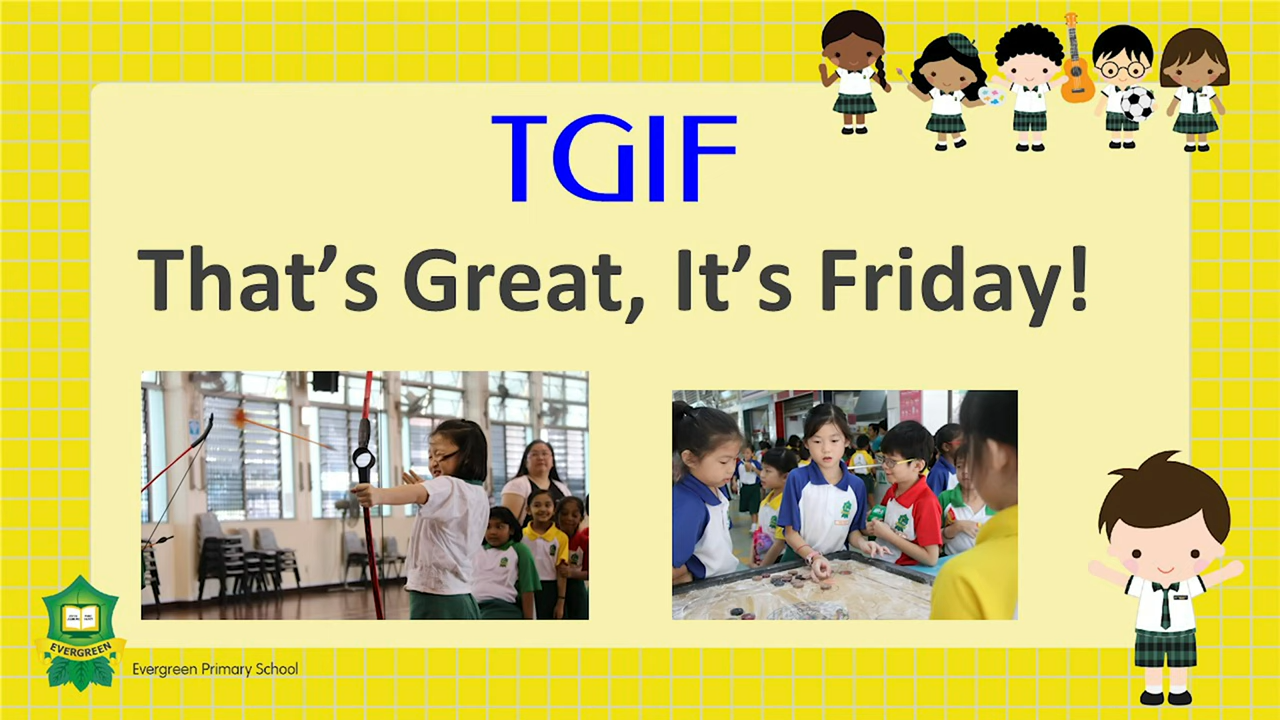 TGIF
That's Great, It's Friday!
EVERGREEN
Evergreen Primary School